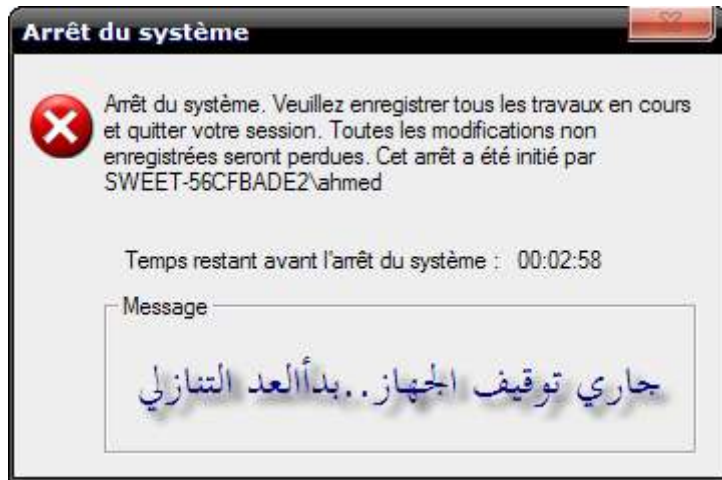 Arrêt du système
Arrêt du système. Veuillez enregistrer tous les travaux en cours
et quitter votre session. Toutes les modifications non
enregistrées seront perdues. Cet arrêt a été initié par
SWEET-56CFBADE2\ahmed
Temps restant avant l'arrêt du système : 00:02:58
Message
جاري توقيف الجهاز..بدأالعد التنازلي